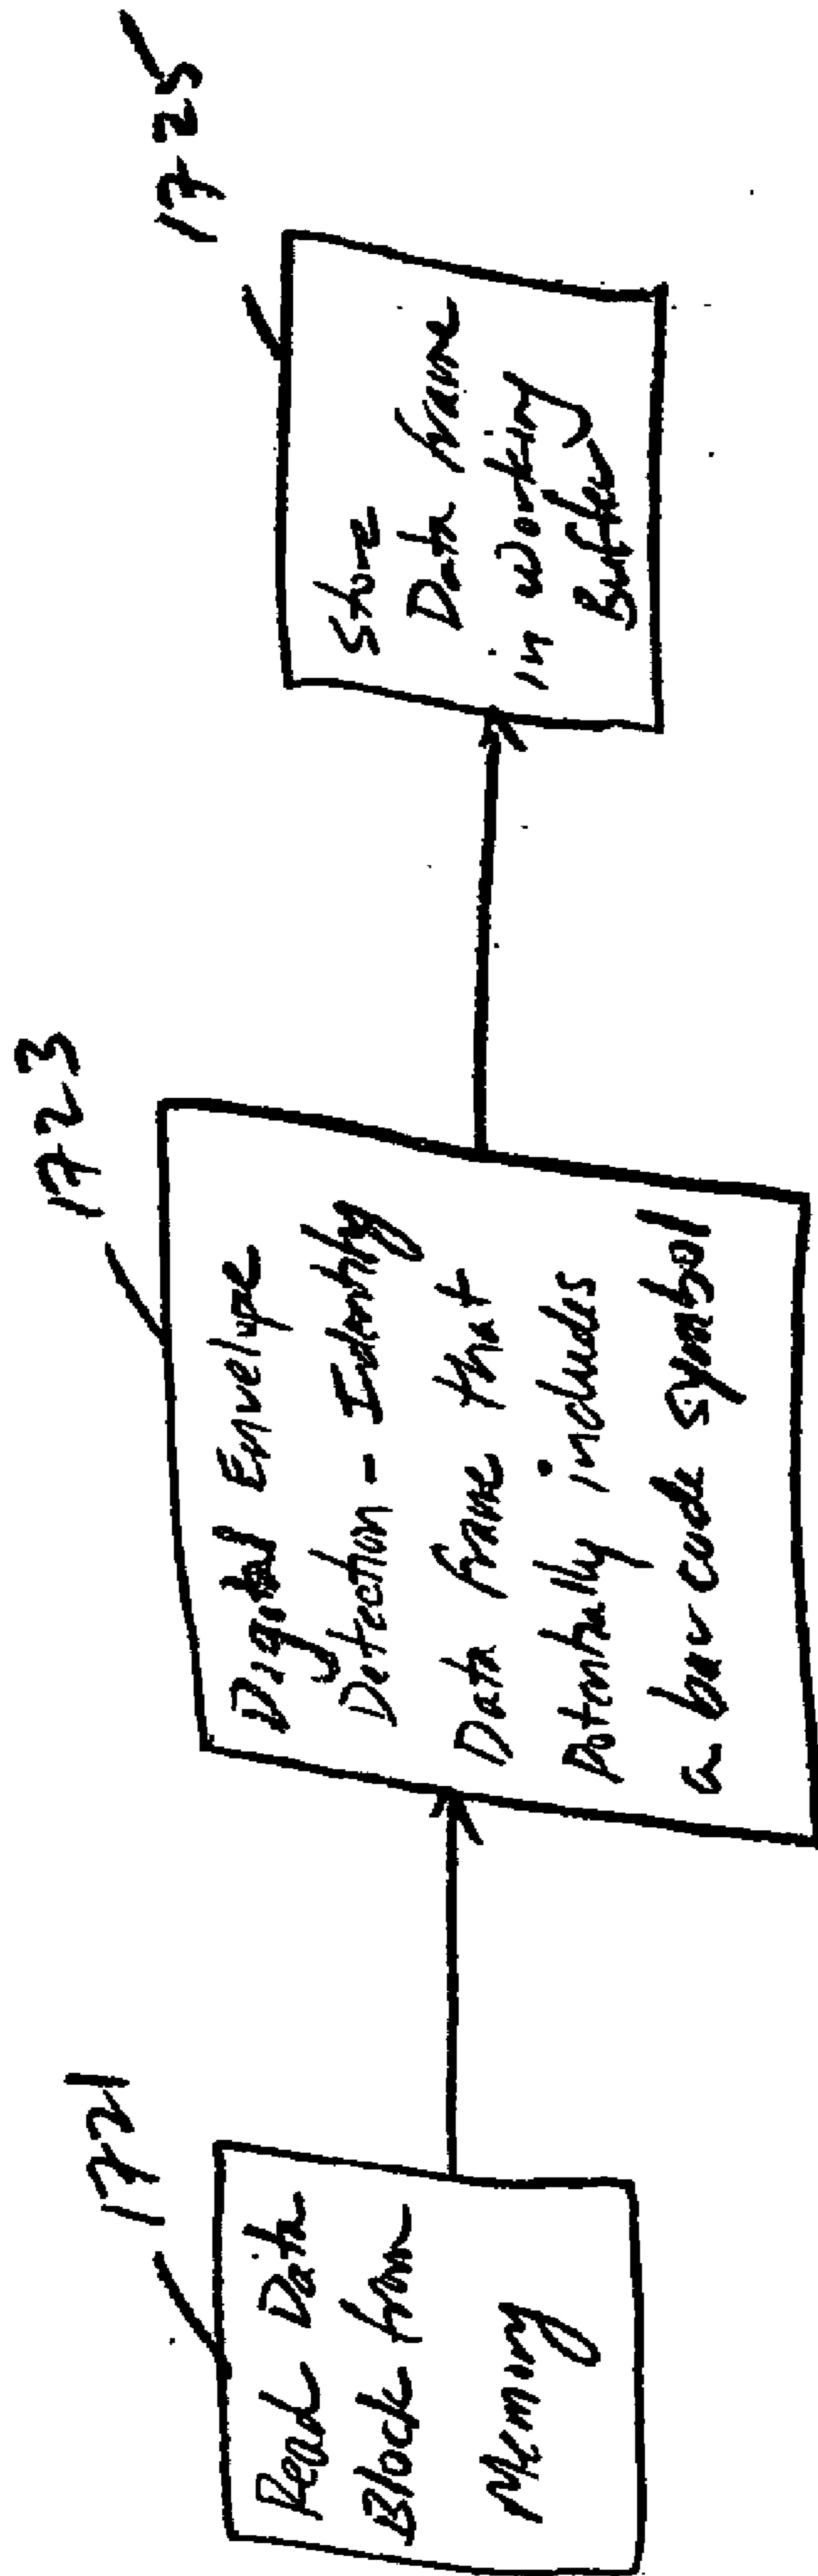 1721
Read Data
Block from
Memory
1723
Digital Envelope
Detection - Identify
Data Frame that
Potentially includes
a bar code symbol
1725
Store
Data Frame
in Working
Buffer